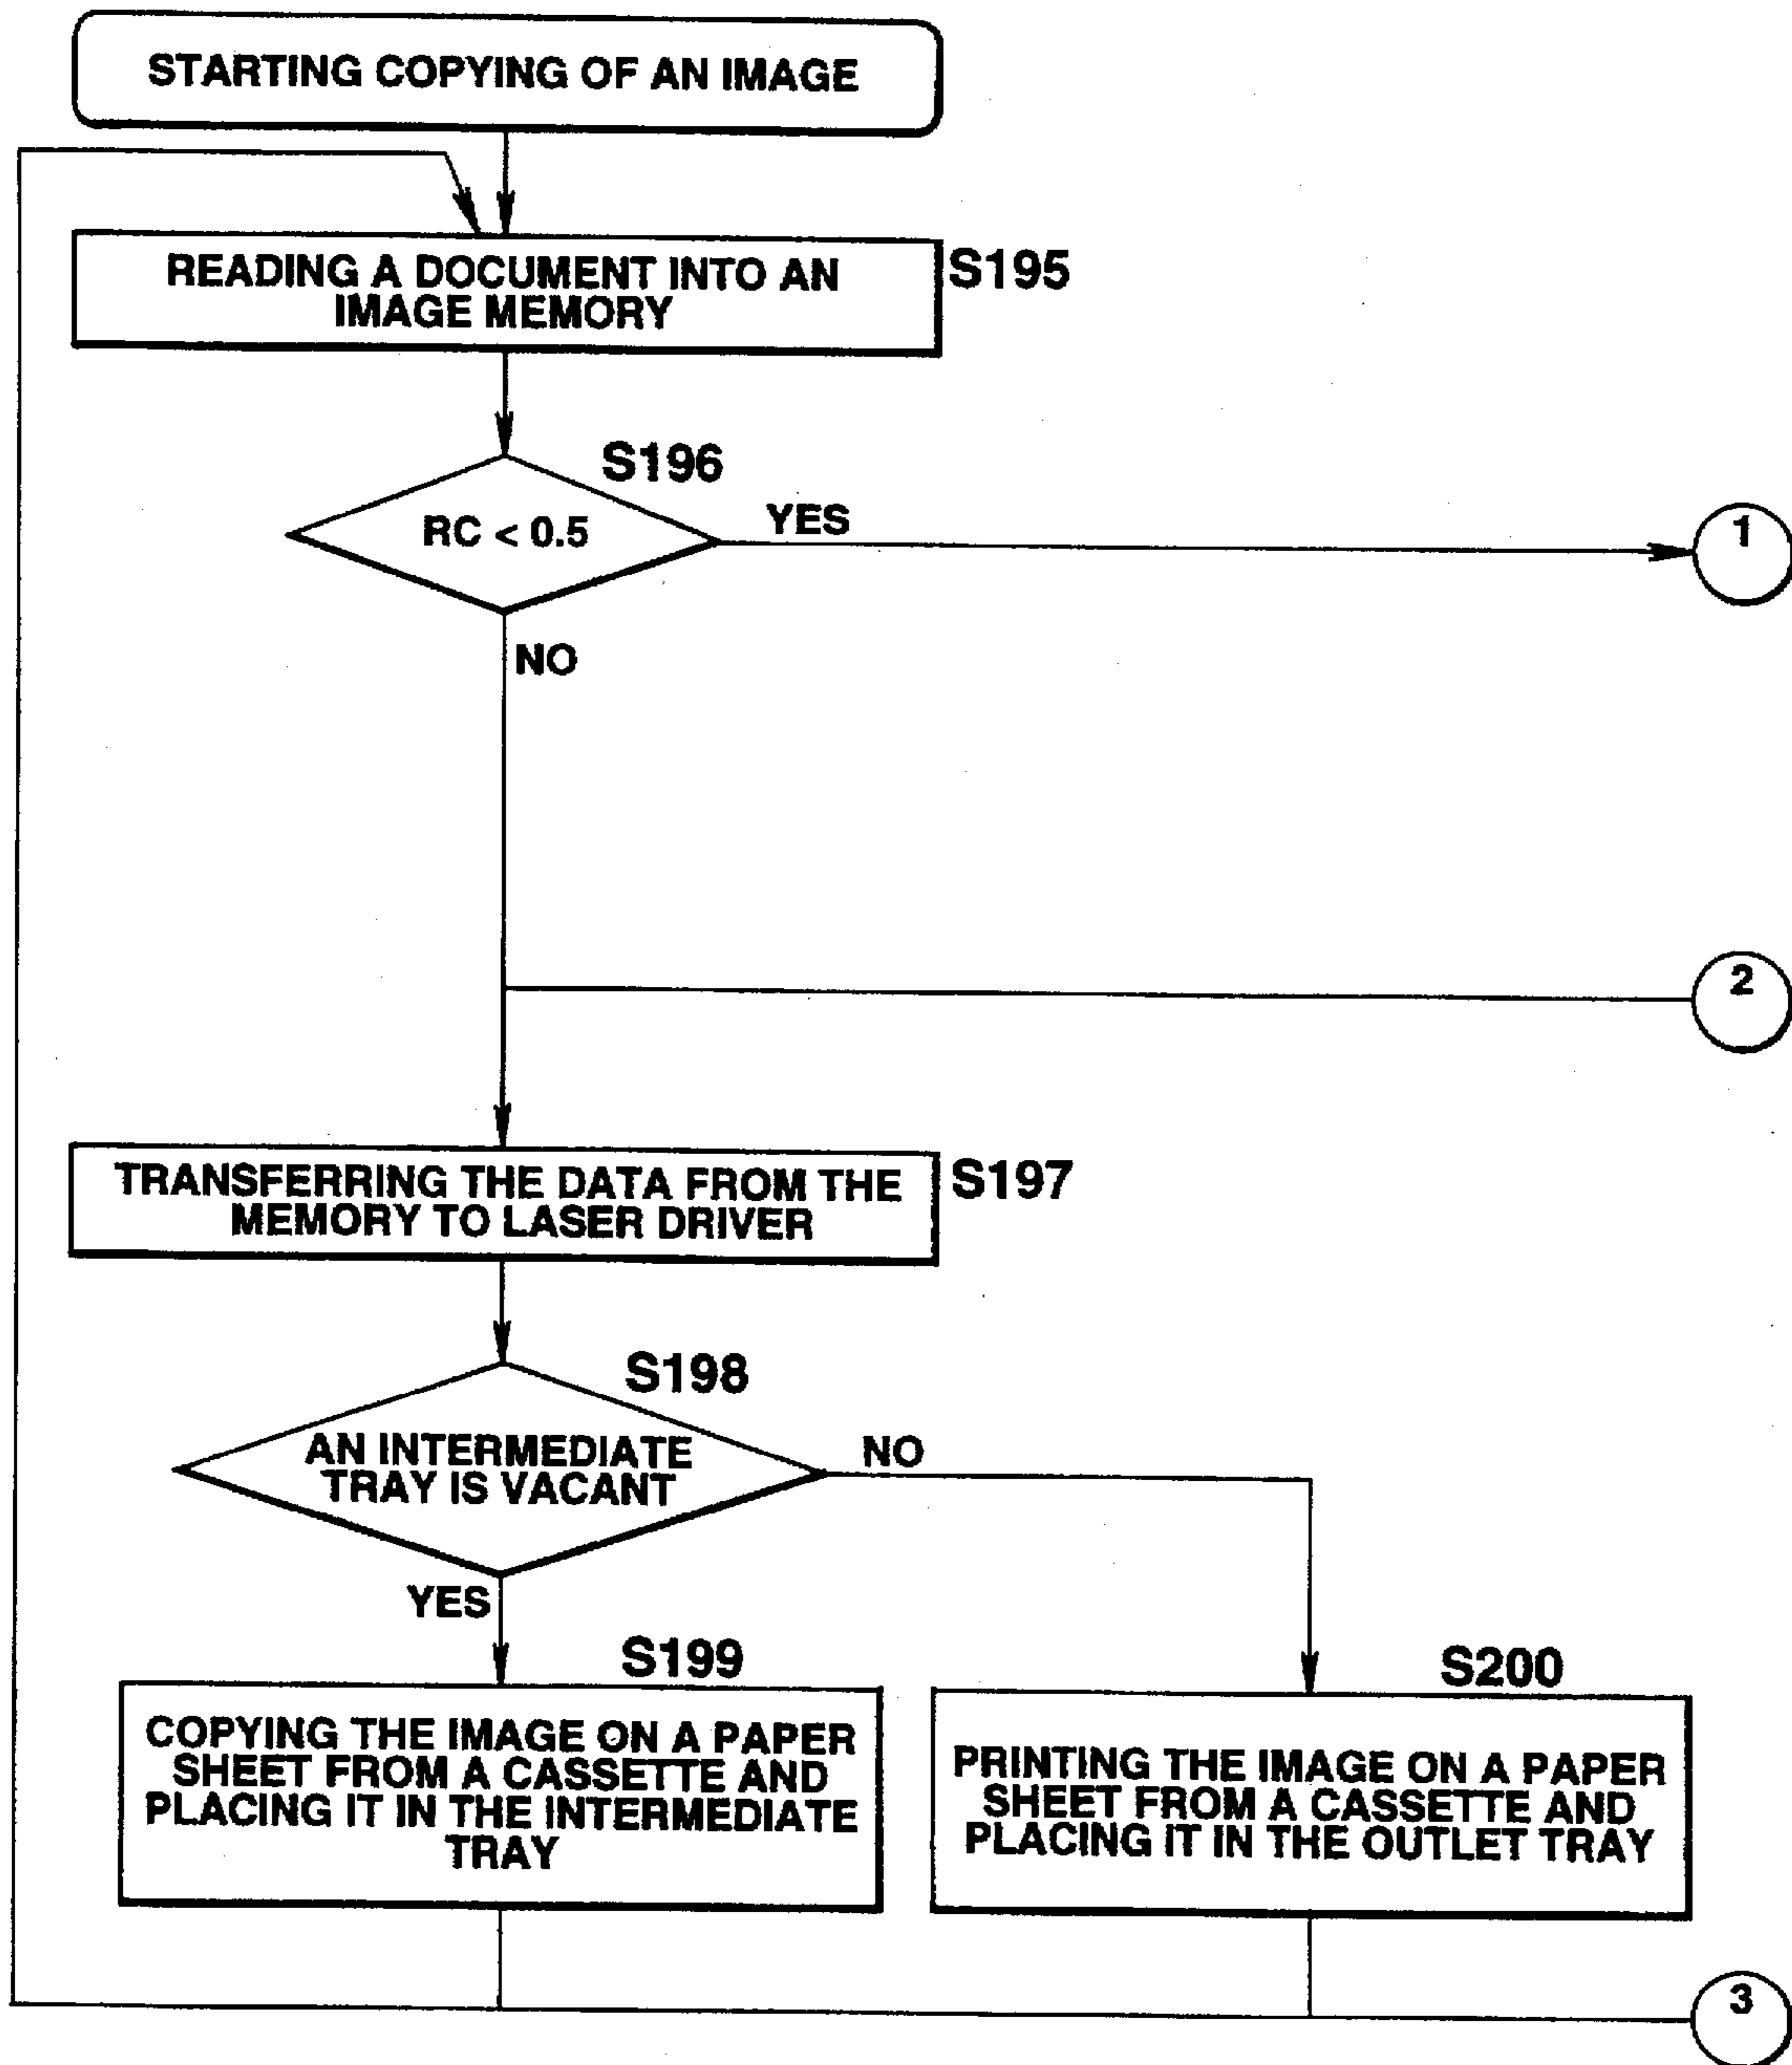 STARTING COPYING OF AN IMAGE
READING A DOCUMENT INTO AN
IMAGE MEMORY
S195
S196
RC < 0.5
YES
1
NO
2
TRANSFERRING THE DATA FROM THE
MEMORY TO LASER DRIVER
S197
S198
AN INTERMEDIATE
TRAY IS VACANT
NO
YES
S199
COPYING THE IMAGE ON A PAPER
SHEET FROM A CASSETTE AND
PLACING IT IN THE INTERMEDIATE
TRAY
S200
PRINTING THE IMAGE ON A PAPER
SHEET FROM A CASSETTE AND
PLACING IT IN THE OUTLET TRAY
3